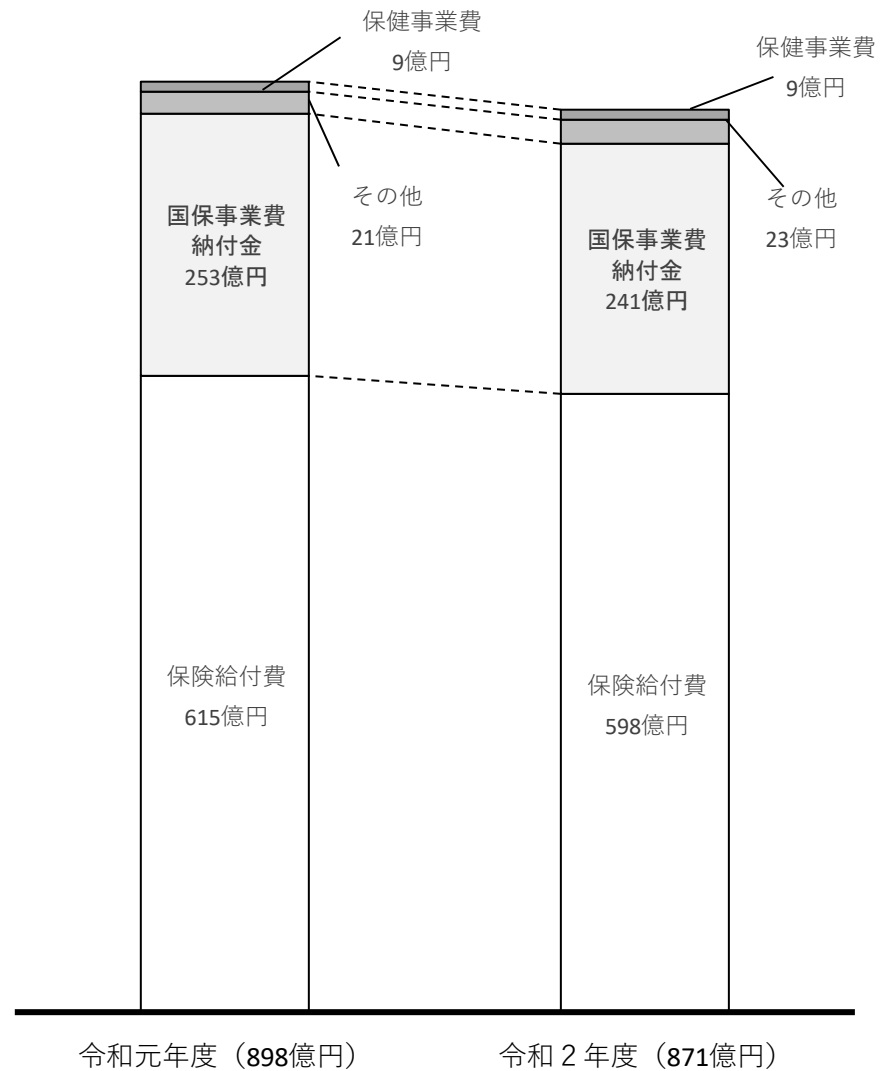 保健事業費
9億円
保健事業費
9億円
国保事業費
納付金
253億円
その他
21億円
国保事業費
納付金
241億円
その他
23億円
保険給付費
615億円
保険給付費
598億円
令和元年度（898億円）
令和２年度（871億円）